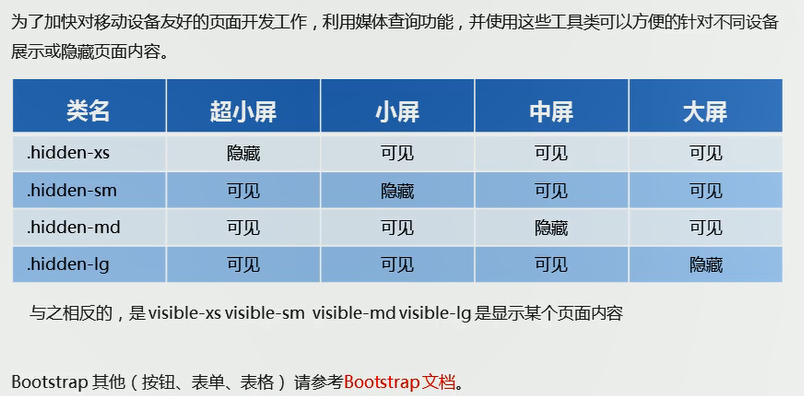 为了加快对移动设备友好的页面开发工作，利用媒体查询功能，并使用这些工具类可以方便的针对不同设备
展示或隐藏页面内容。
类名 超小屏 小屏 中屏 大屏
.hidden-xs 隐藏 可见 可见 可见
.hidden-sm 可见 隐藏 可见 可见
.hidden-md 可见 可见 隐藏 可见
.hidden-lg 可见 可见 可见 隐藏
与之相反的，是 visible-xs visible-sm visible-md visible-lg 是显示某个页面内容
Bootstrap 其他（按钮、表单、表格） 请参考Bootstrap文档。